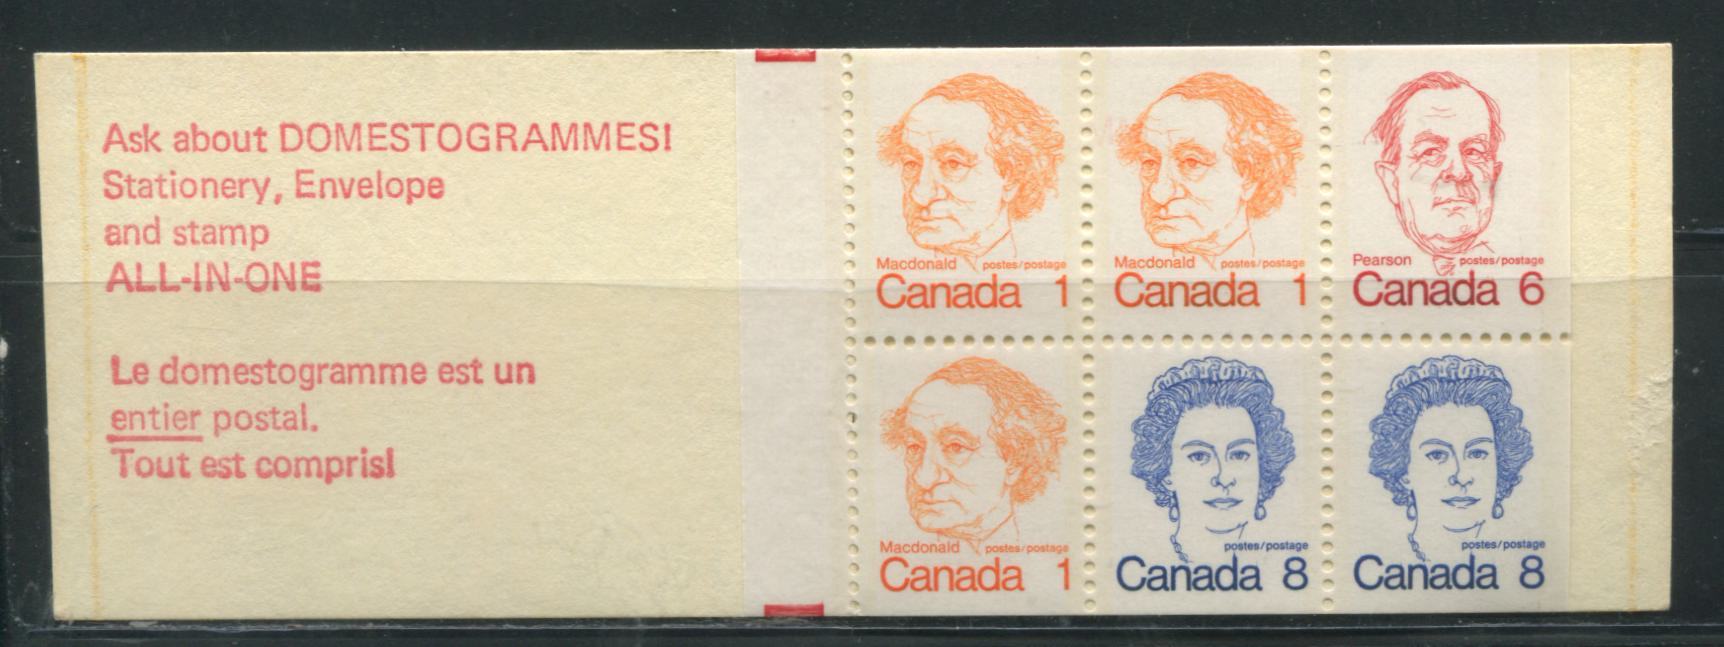 Ask about DOMESTOGRAMMES!
Stationery, Envelope
and stamp
ALL-IN-ONE
Le domestogramme est un
entier postal.
Tout est compris!
Macdonald postes/postage
Canada 1
Macdonald postes/postage
Canada 1
Pearson postes/postage
Canada 6
Macdonald postes/postage
Canada 1
postes/postage
Canada 8
postes/postage
Canada 8